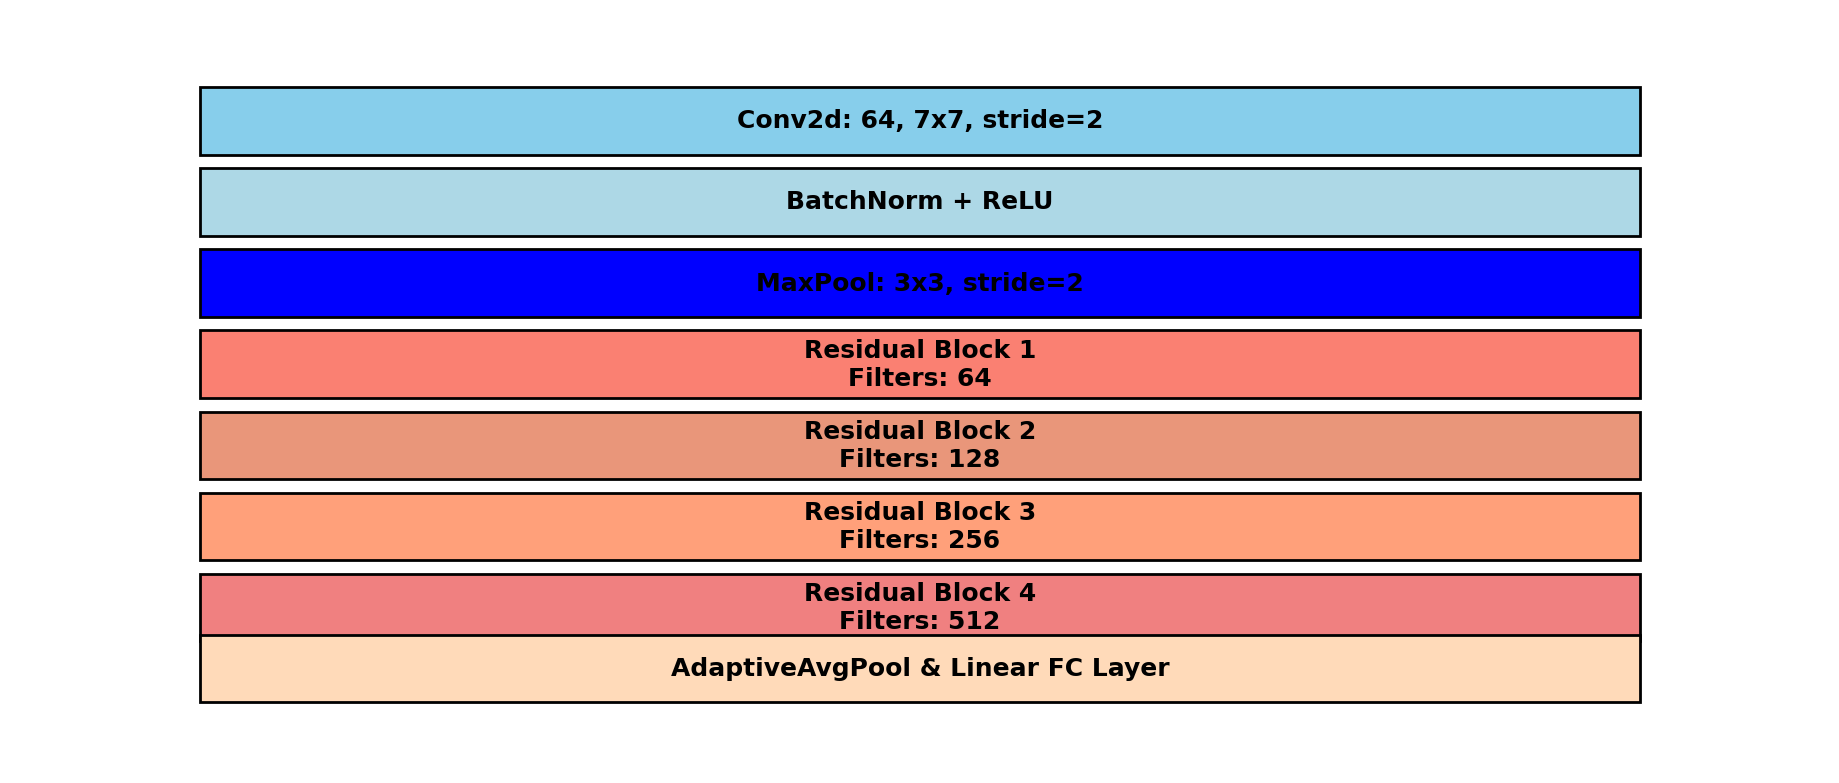 Conv2d: 64, 7x7, stride=2
BatchNorm + ReLU
MaxPool: 3x3, stride=2
Residual Block 1
Filters: 64
Residual Block 2
Filters: 128
Residual Block 3
Filters: 256
Residual Block 4
Filters: 512
AdaptiveAvgPool & Linear FC Layer